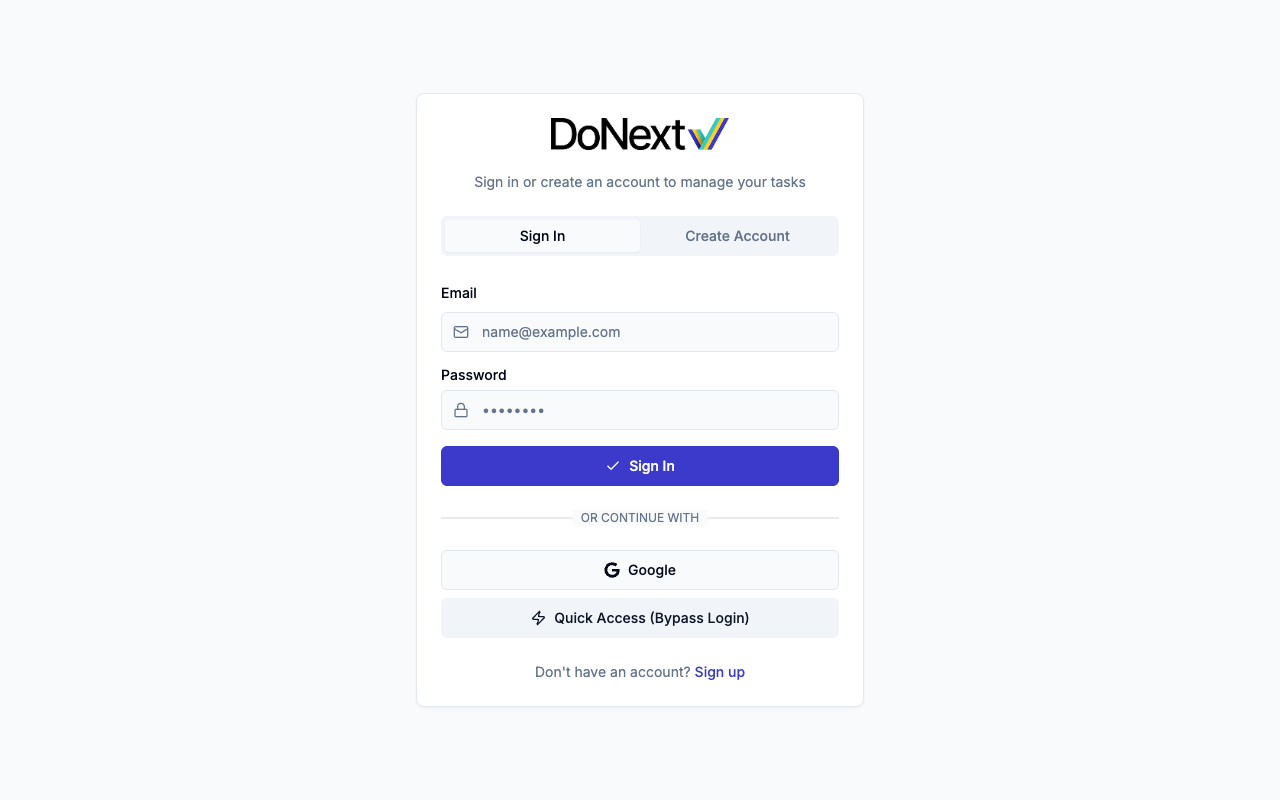 DoNext
Sign in or create an account to manage your tasks
Sign In
Create Account
Email
name@example.com
Password
••••••••
Sign In
OR CONTINUE WITH
Google
Quick Access (Bypass Login)
Don't have an account? Sign up